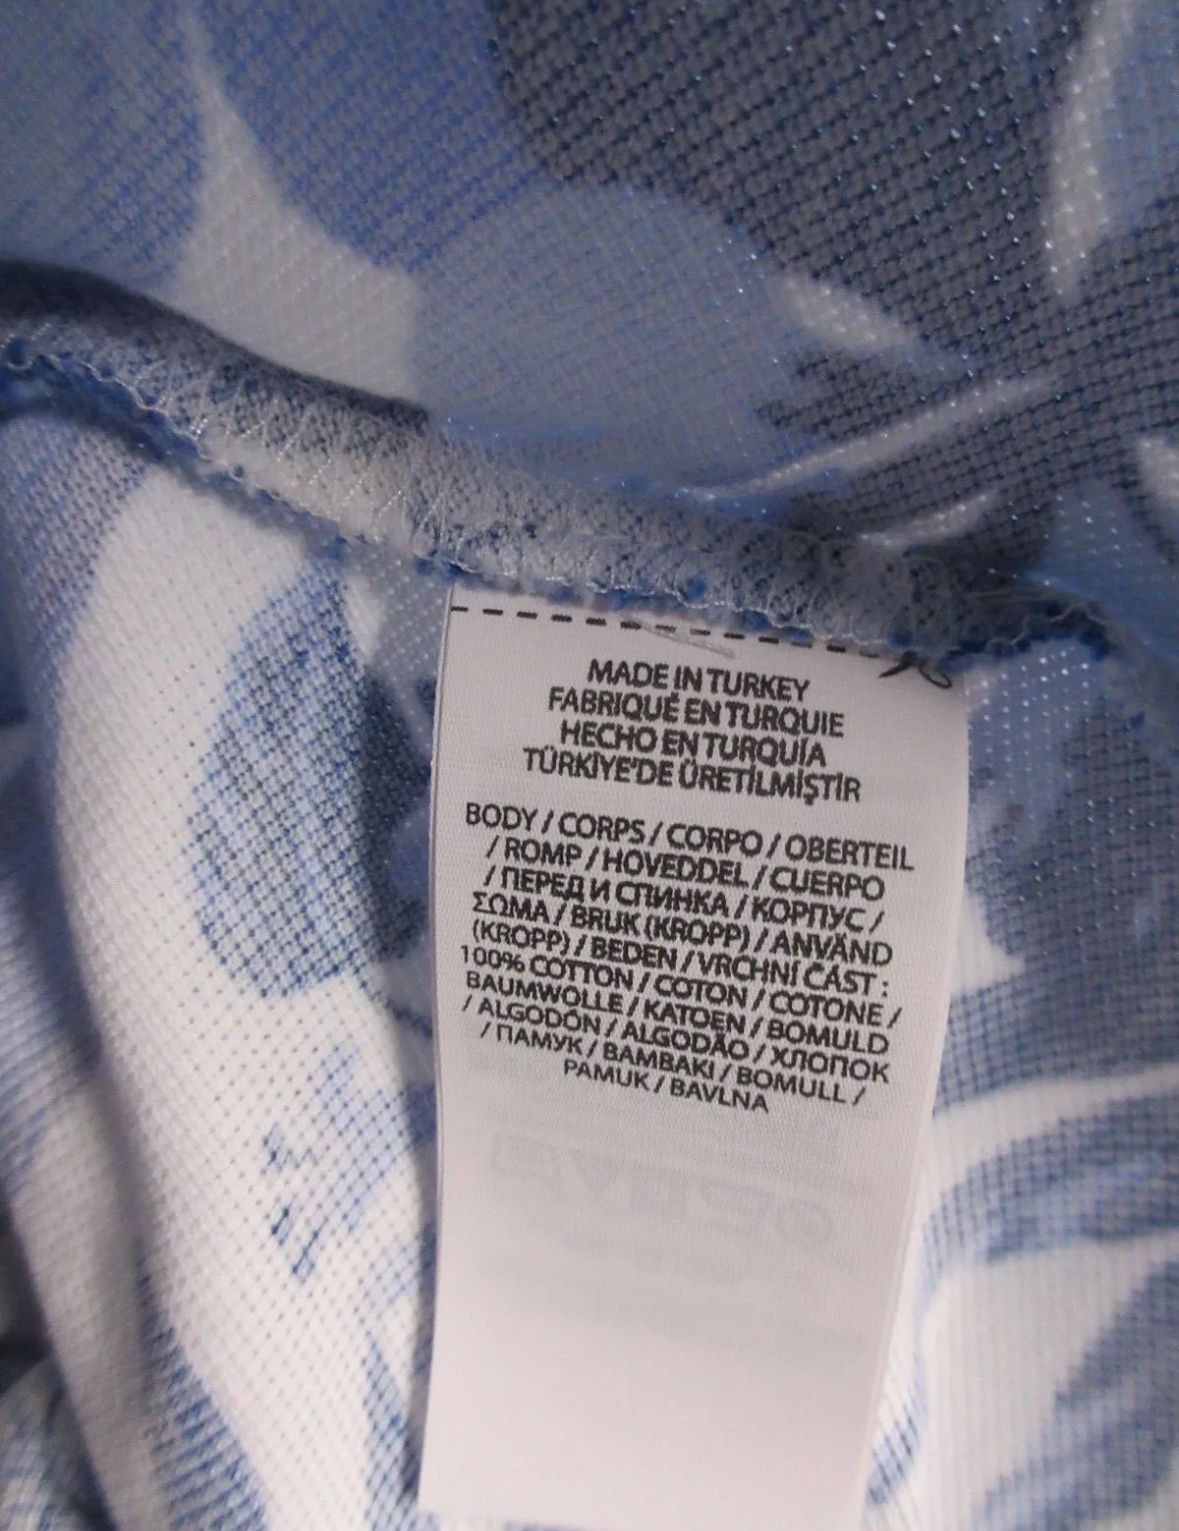 MADE IN TURKEY
FABRIQUÉ EN TURQUIE
HECHO EN TURQUÍA
TÜRKİYE'DE ÜRETİLMİŞTİR
BODY / CORPS / CORPO / OBERTEIL
/ ROMP / HOVEDDEL / CUERPO
/ ПЕРЕД И СПИНКА / КОРПУС /
ΣΩΜΑ / BRUK (KROPP) / ANVÄND
(KROPP) / BEDEN / VRCHNÍ ČÁST :
100% COTTON / COTON / COTONE /
BAUMWOLLE / KATOEN / BOMULD
/ ALGODÓN / ALGODÃO / ХЛОПОК
/ ПАМУК / BAMBAKI / BOMULL /
PAMUK / BAVLNA